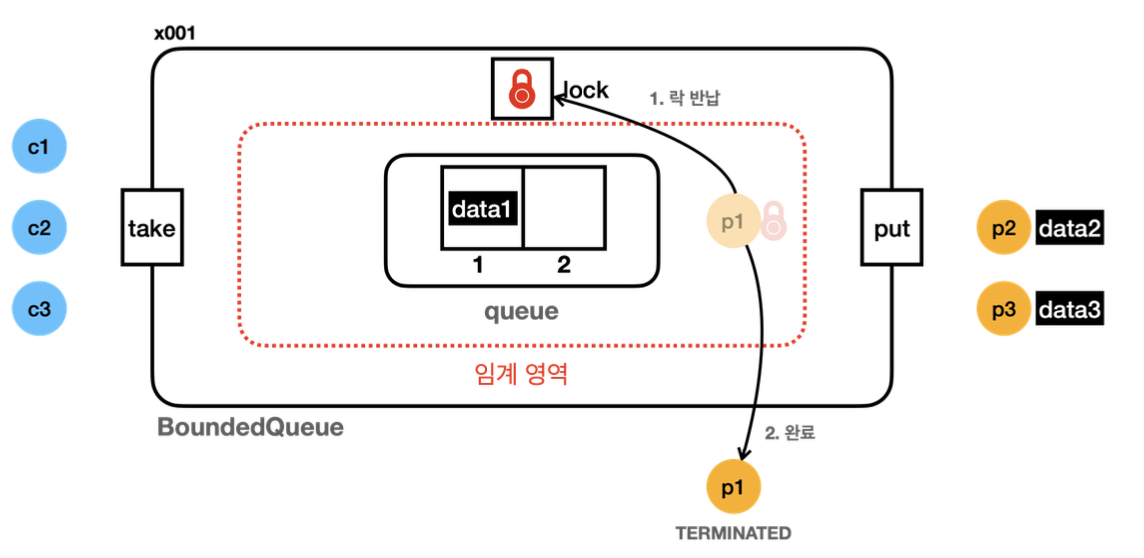 x001
lock
1. 락 반납
c1
data1
p1
take
put
c2
p2 data2
1 2
c3
queue
p3 data3
임계 영역
BoundedQueue
2. 완료
p1
TERMINATED